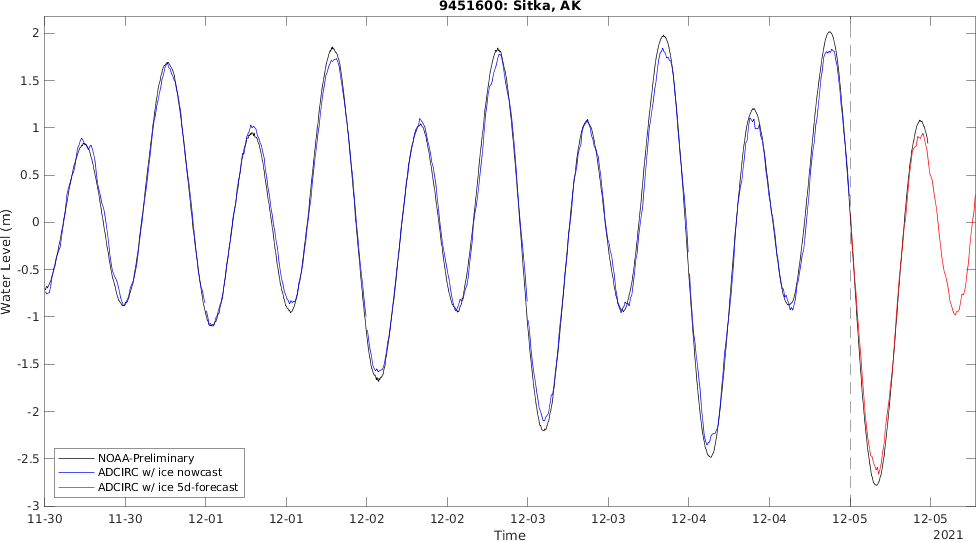 9451600: Sitka, AK
Water Level (m)
2
1.5
1
0.5
0
-0.5
-1
-1.5
-2
-2.5
-3
NOAA-Preliminary
ADCIRC w/ ice nowcast
ADCIRC w/ ice 5d-forecast
11-30 11-30 12-01 12-01 12-02 12-02 12-03 12-03 12-04 12-04 12-05 12-05
Time
2021